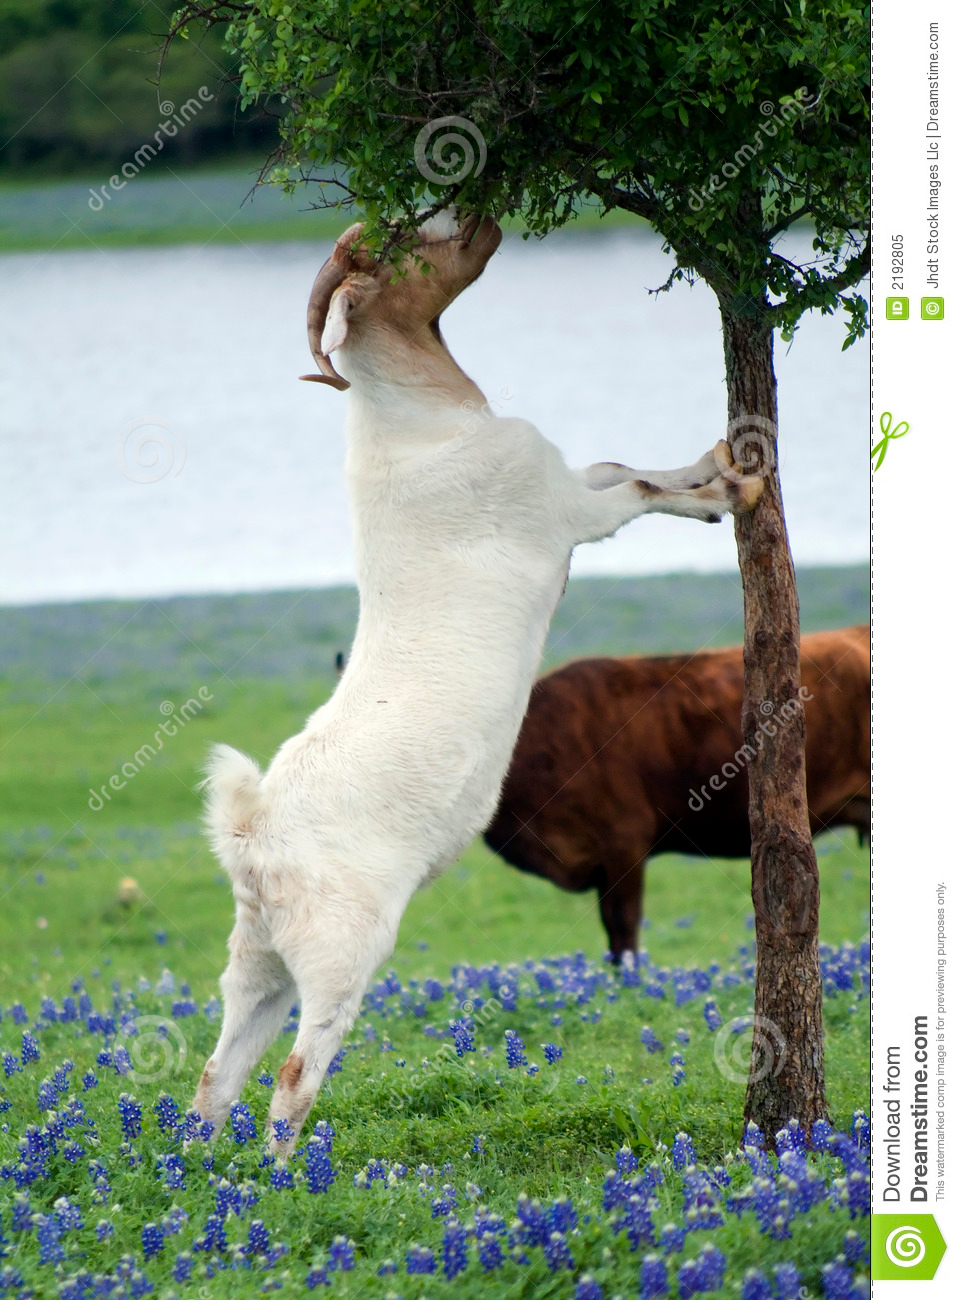 dreamstime
dreamstime
dreamstime
dreamstime
dreamstime
Download from
Dreamstime.com
This watermarked comp image is for previewing purposes only.
ID 2192805
© Jhdt Stock Images Llc | Dreamstime.com